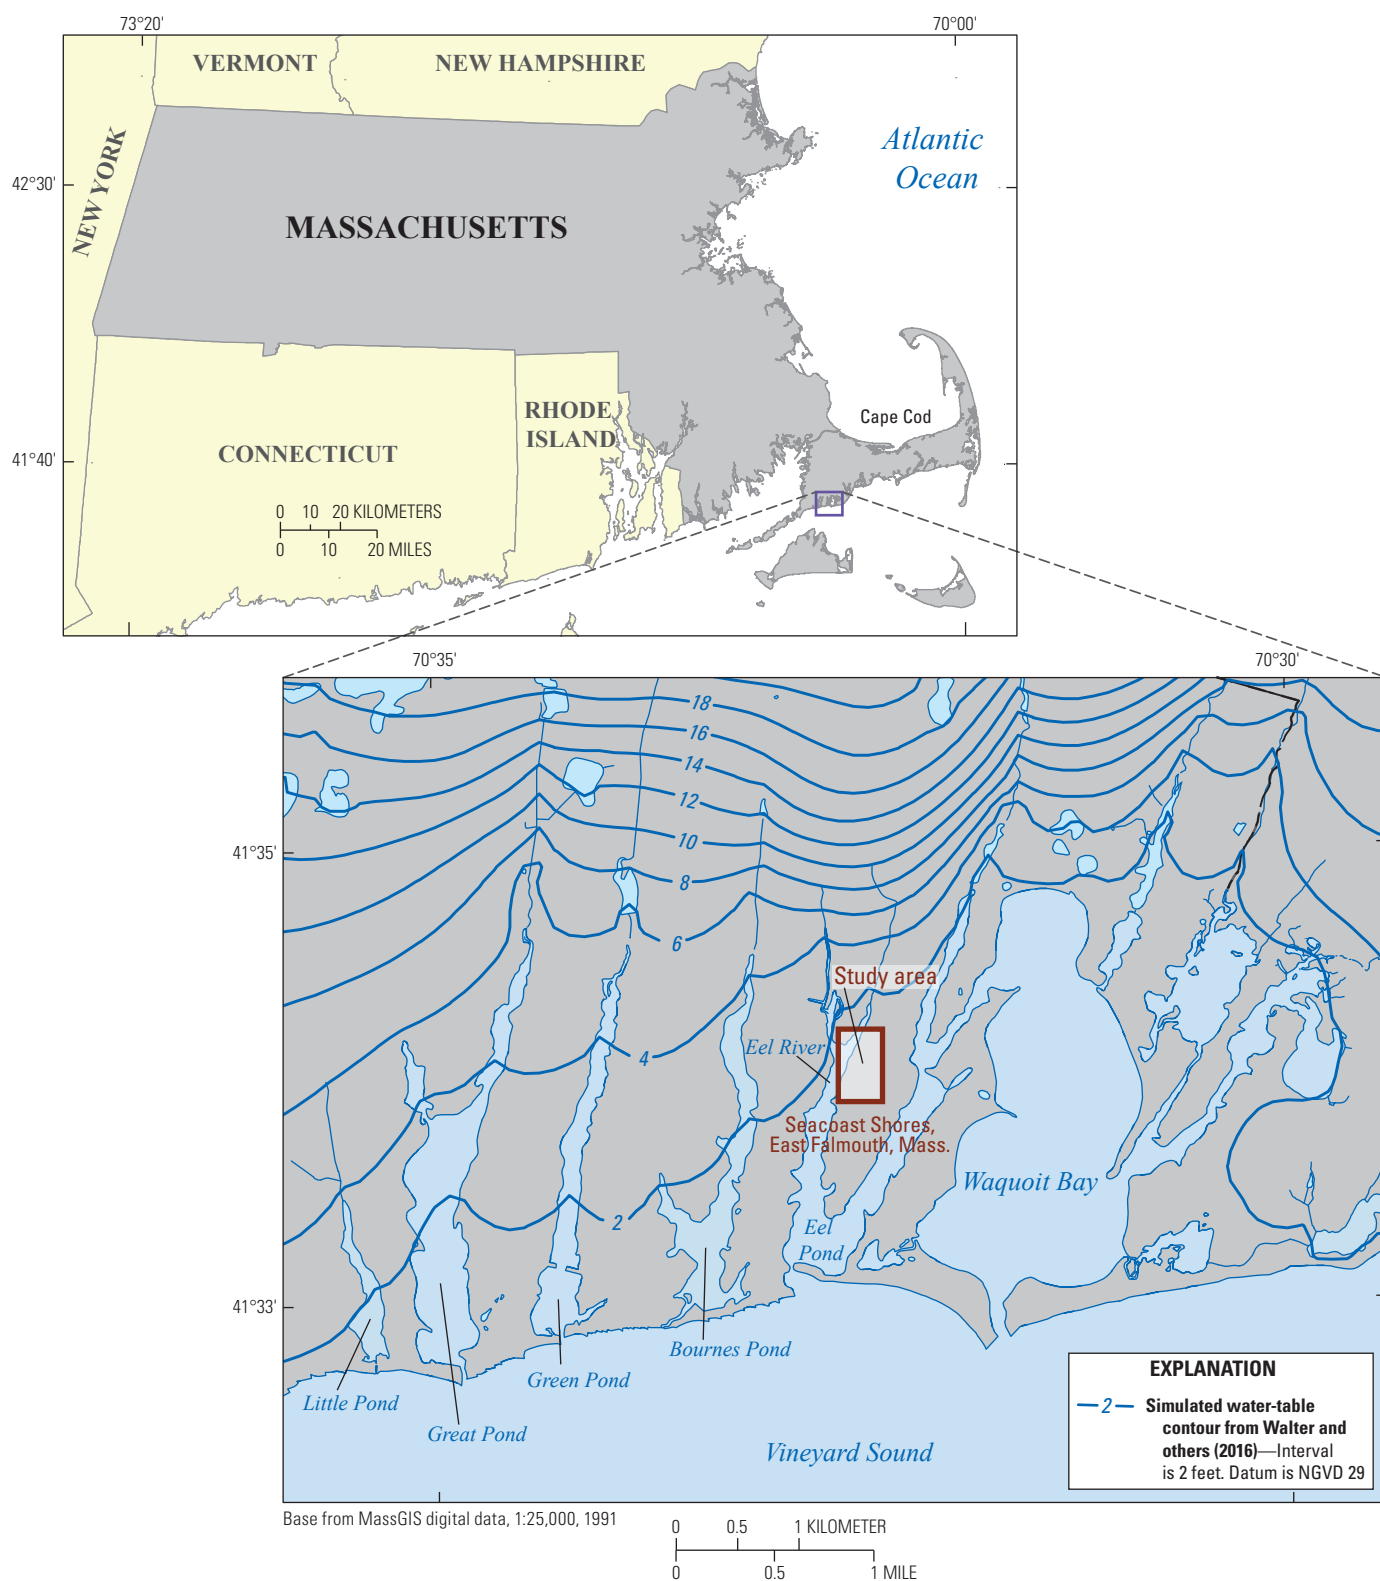 73°20'
70°00'
VERMONT
NEW HAMPSHIRE
NEW YORK
Atlantic
Ocean
42°30'
MASSACHUSETTS
Cape Cod
RHODE
ISLAND
CONNECTICUT
41°40'
0 10 20 KILOMETERS
0 10 20 MILES
70°35'
70°30'
18
16
14
12
10
41°35'
8
6
Study area
Eel River
4
Seacoast Shores,
East Falmouth, Mass.
Waquoit Bay
2
Eel
Pond
41°33'
Bournes Pond
Green Pond
Little Pond
Great Pond
Vineyard Sound
EXPLANATION
2 Simulated water-table
contour from Walter and
others (2016)—Interval
is 2 feet. Datum is NGVD 29
Base from MassGIS digital data, 1:25,000, 1991
0 0.5 1 KILOMETER
0 0.5 1 MILE